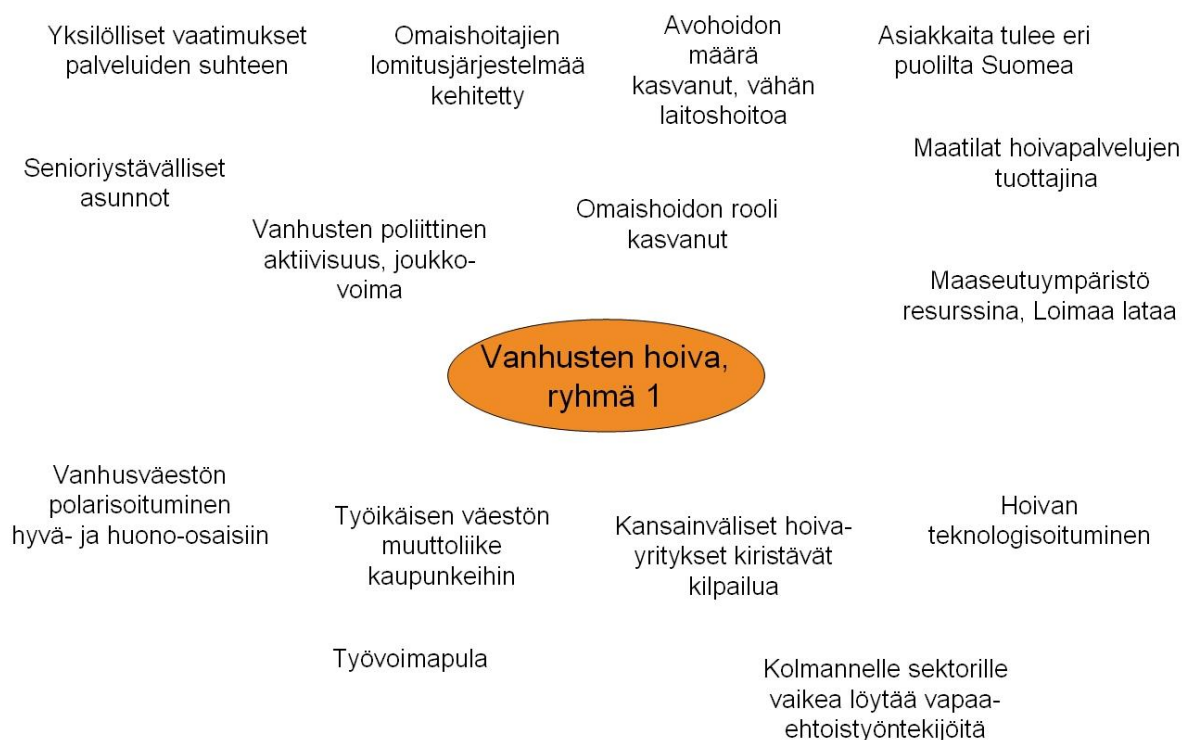 Yksilölliset vaatimukset
palveluiden suhteen
Omaishoitajien
lomitusjärjestelmää
kehitetty
Avohoidon
määrä
kasvanut, vähän
laitoshoitoa
Asiakkaita tulee eri
puolilta Suomea
Senioriystävälliset
asunnot
Vanhusten poliittinen
aktiivisuus, joukko-
voima
Omaishoidon rooli
kasvanut
Maatilat hoivapalvelujen
tuottajina
Maaseutuympäristö
resurssina, Loimaa lataa
Vanhusten hoiva,
ryhmä 1
Vanhusväestön
polarisoituminen
hyvä- ja huono-osaisiin
Työikäisen väestön
muuttoliike
kaupunkeihin
Kansainväliset hoiva-
yritykset kiristävät
kilpailua
Hoivan
teknologisoituminen
Työvoimapula
Kolmannelle sektorille
vaikea löytää vapaa-
ehtoistyöntekijöitä